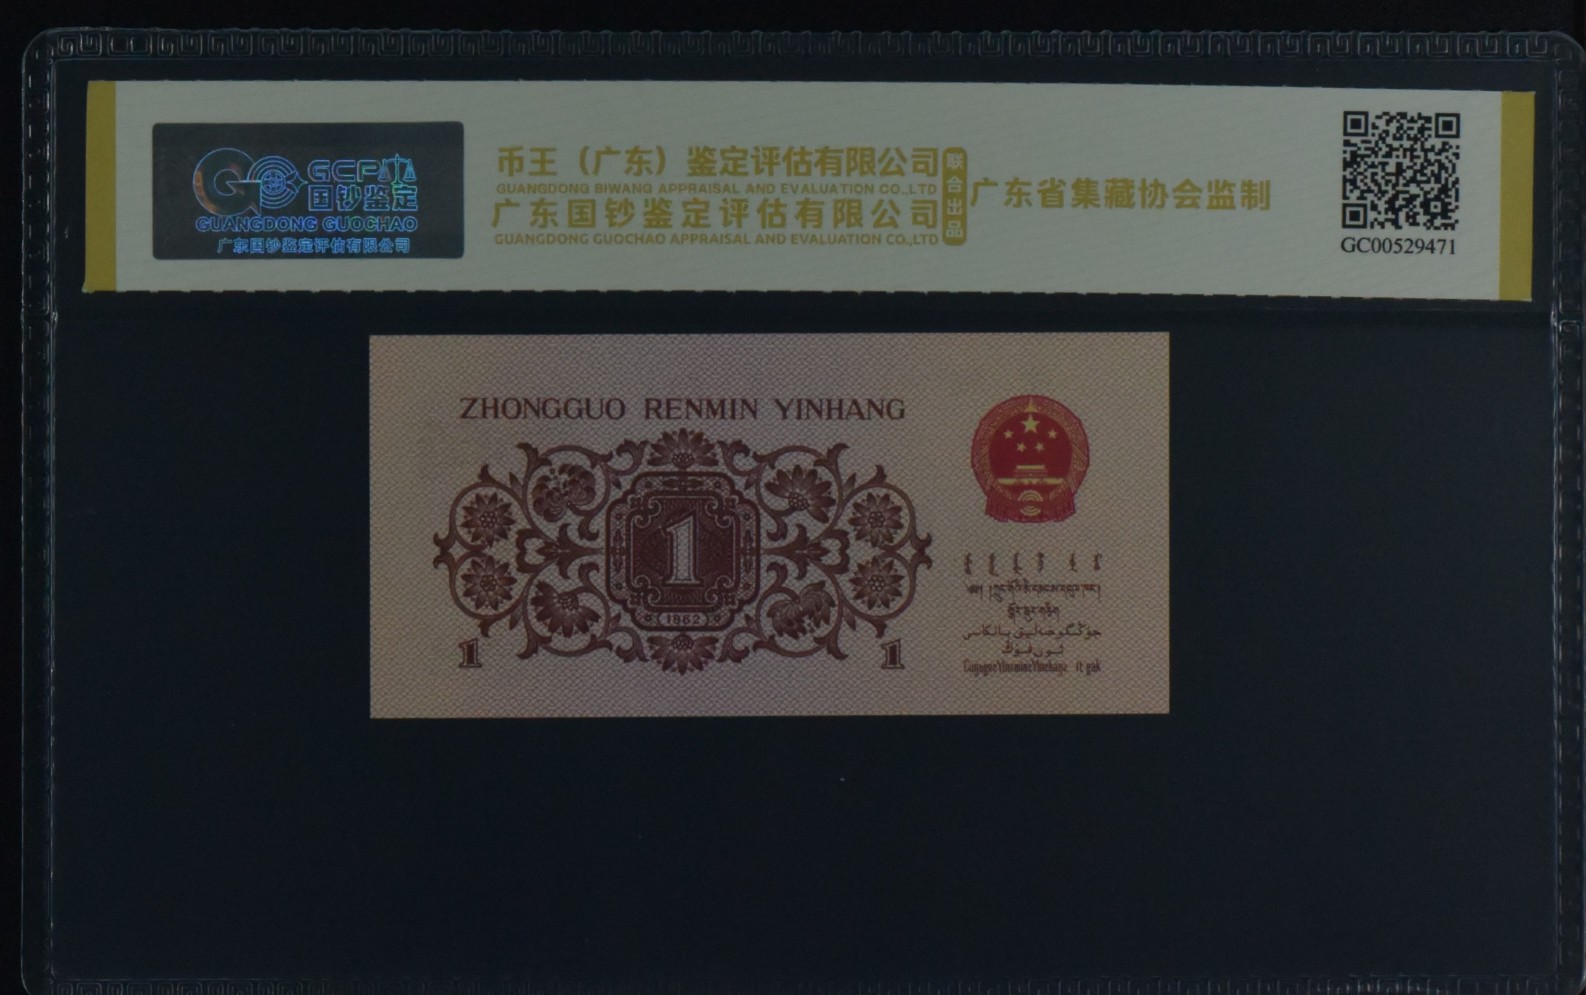 GCP
国钞鉴定
GUANGDONG GUOCHAO
广东国钞鉴定评估有限公司
币王（广东）鉴定评估有限公司
GUANGDONG BIWANG APPRAISAL AND EVALUATION CO.,LTD
广东国钞鉴定评估有限公司
GUANGDONG GUOCHAO APPRAISAL AND EVALUATION CO.,LTD
联合出品
广东省集藏协会监制
GC00529471
ZHONGGUO RENMIN YINHANG
1
1962
1
1